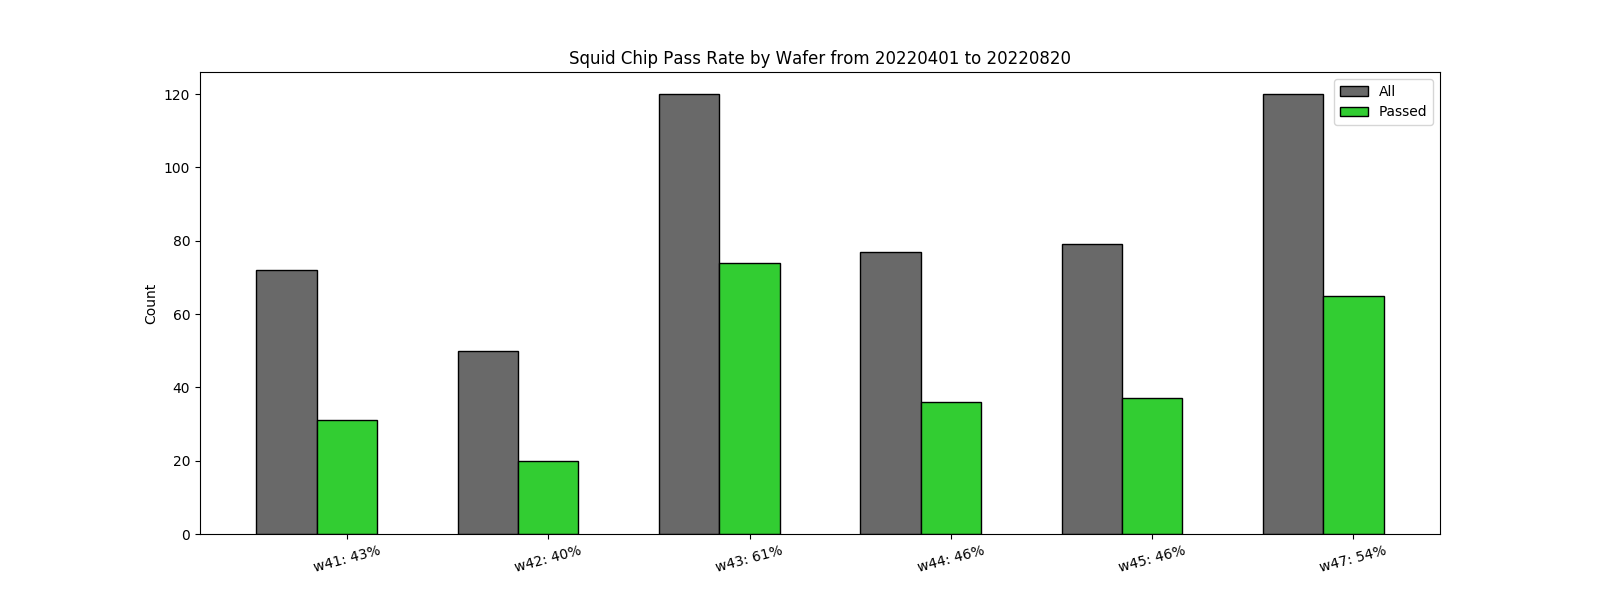 Squid Chip Pass Rate by Wafer from 20220401 to 20220820
All
Passed
Count
120
100
80
60
40
20
0
w41: 43%
w42: 40%
w43: 61%
w44: 46%
w45: 46%
w47: 54%